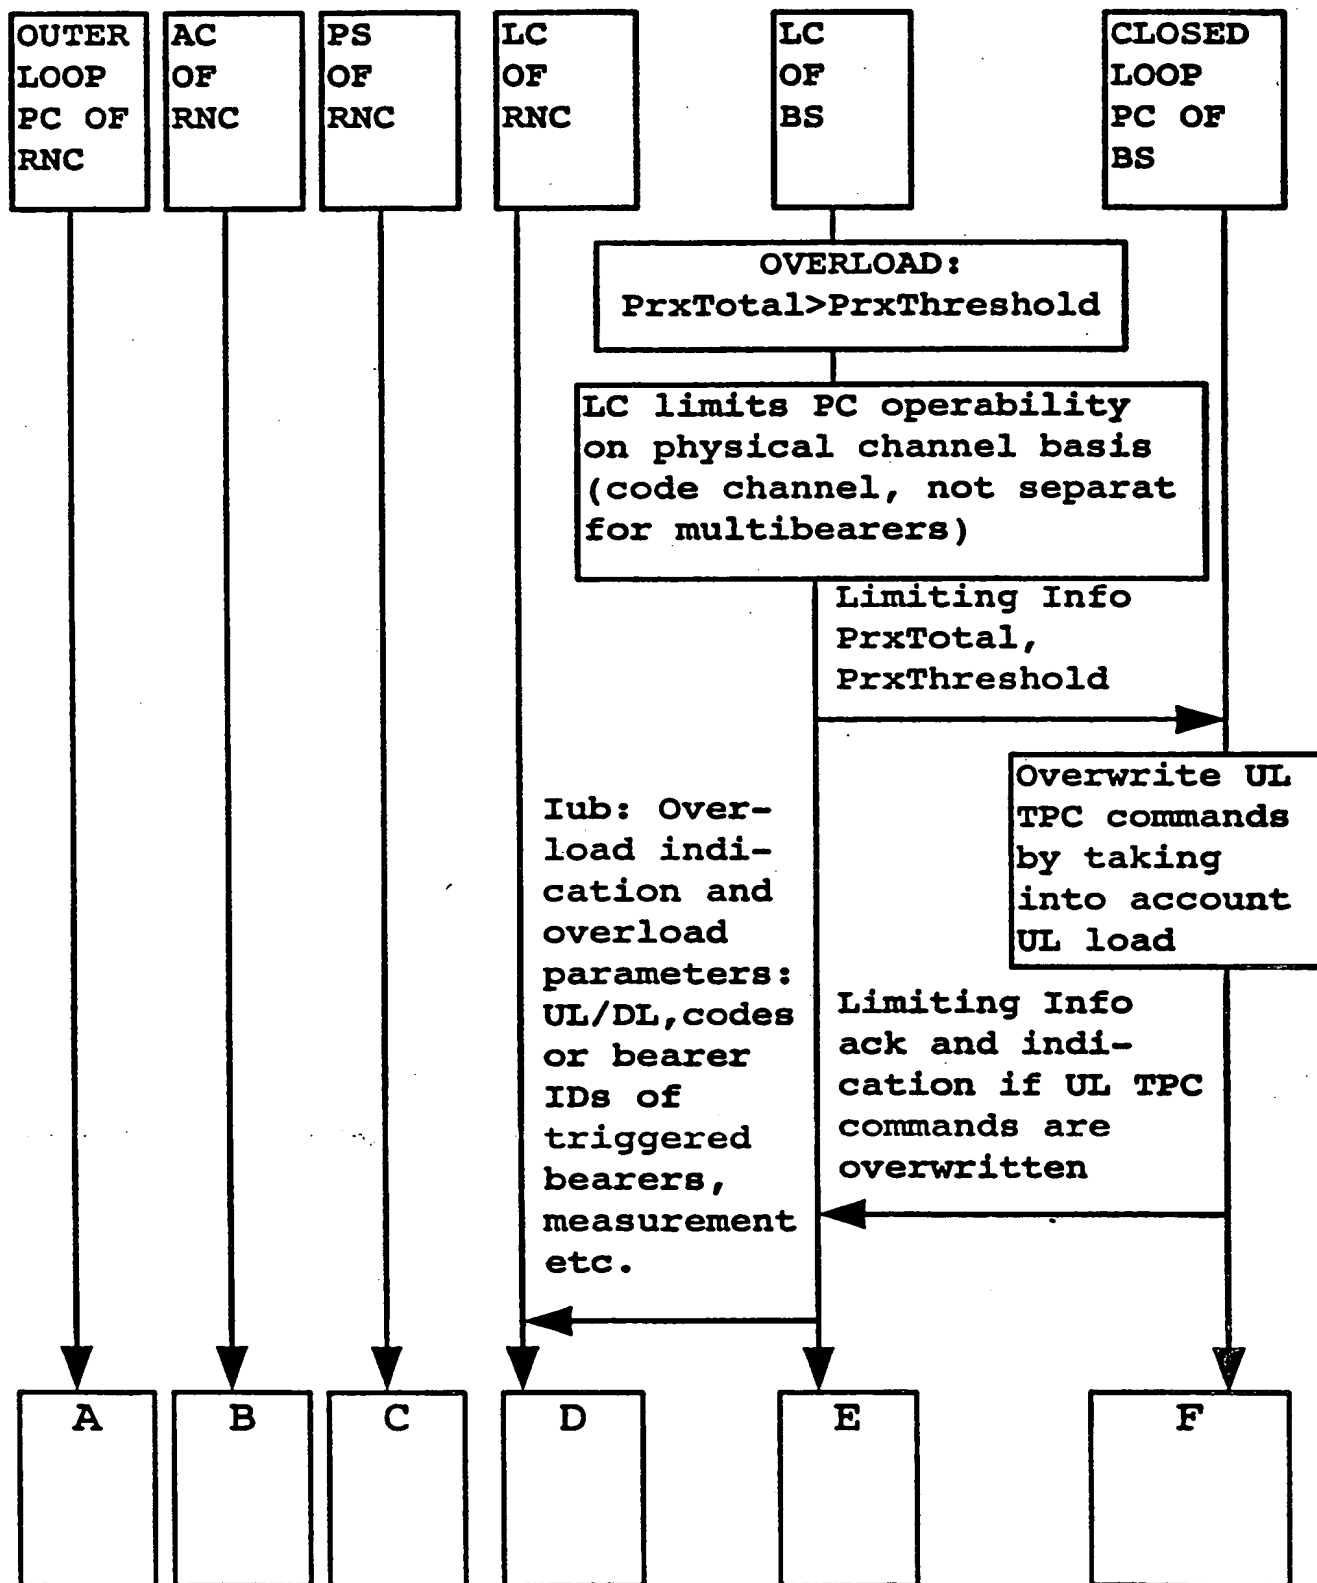 OUTER
LOOP
PC OF
RNC
AC
OF
RNC
PS
OF
RNC
LC
OF
RNC
LC
OF
BS
CLOSED
LOOP
PC OF
BS
OVERLOAD:
PrxTotal>PrxThreshold
LC limits PC operability
on physical channel basis
(code channel, not separat
for multibearers)
Limiting Info
PrxTotal,
PrxThreshold
Overwrite UL
TPC commands
by taking
into account
UL load
Iub: Over-
load indi-
cation and
overload
parameters:
UL/DL,codes
or bearer
IDs of
triggered
bearers,
measurement
etc.
Limiting Info
ack and indi-
cation if UL TPC
commands are
overwritten
A
B
C
D
E
F